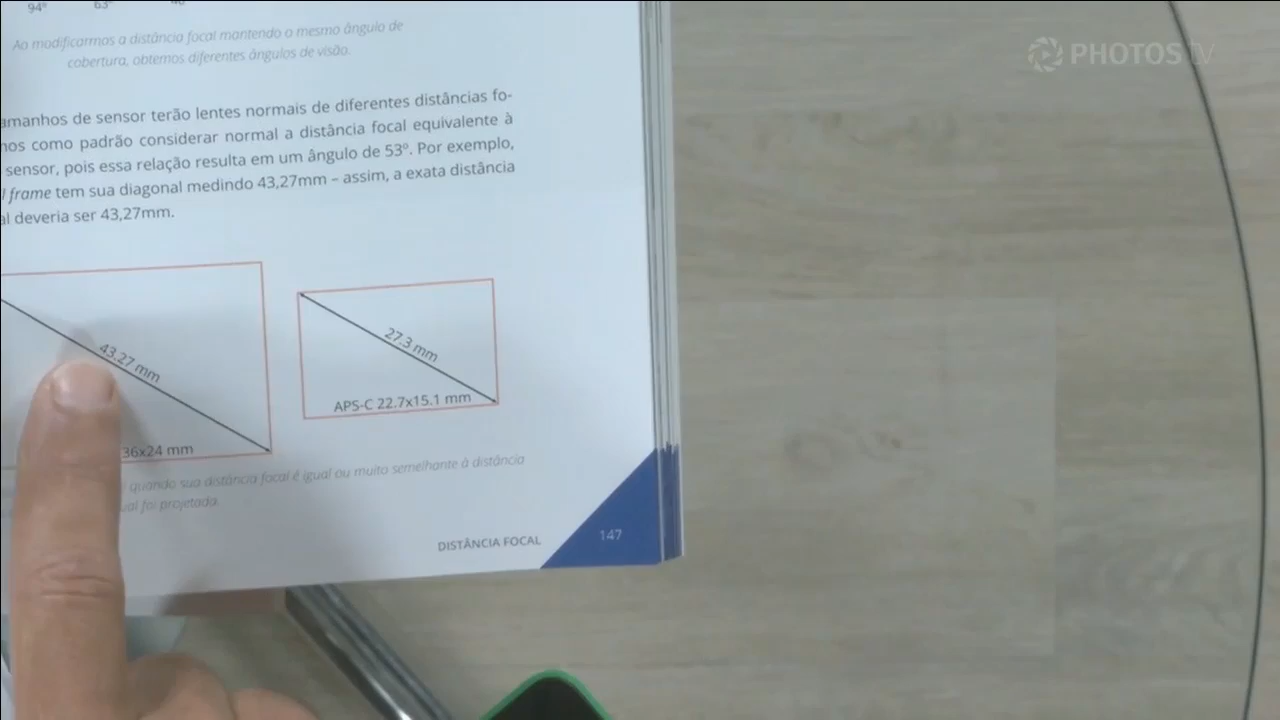 94º 63º
PHOTOS TV
Ao modificarmos a distância focal mantendo o mesmo ângulo de
cobertura, obtemos diferentes ângulos de visão.
amanhos de sensor terão lentes normais de diferentes distâncias fo-
nos como padrão considerar normal a distância focal equivalente à
sensor, pois essa relação resulta em um ângulo de 53º. Por exemplo,
l frame tem sua diagonal medindo 43,27mm – assim, a exata distância
al deveria ser 43,27mm.
43.27 mm
27.3 mm
APS-C 22.7x15.1 mm
36x24 mm
quando sua distância focal é igual ou muito semelhante à distância
ual foi projetada.
DISTÂNCIA FOCAL
147